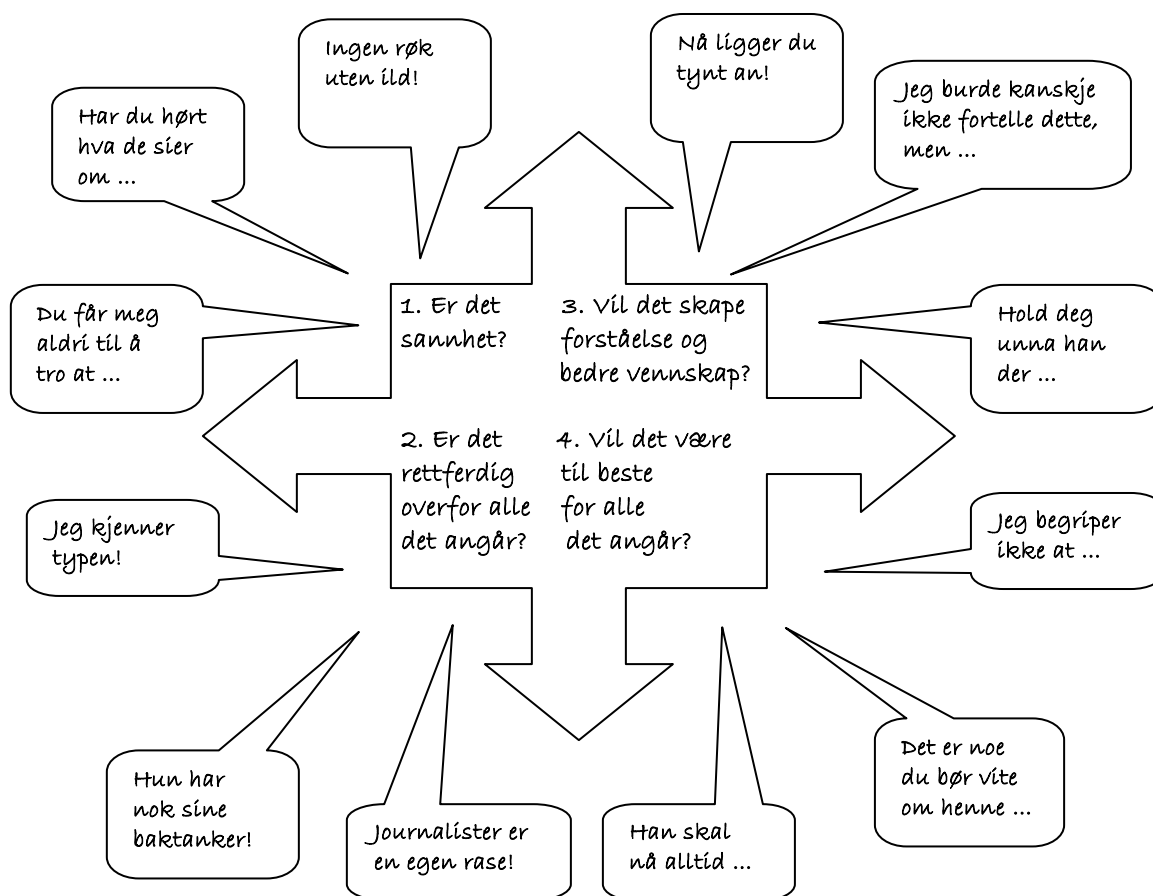 Ingen røk
uten ild!
Nå ligger du
tynt an!
Har du hørt
hva de sier
om ...
Jeg burde kanskje
ikke fortelle dette,
men ...
Du får meg
aldri til å
tro at ...
1. Er det
sannhet?
3. Vil det skape
forståelse og
bedre vennskap?
Hold deg
unna han
der ...
2. Er det
rettferdig
overfor alle
det angår?
4. Vil det være
til beste
for alle
det angår?
Jeg kjenner
typen!
Jeg begriper
ikke at ...
Hun har
nok sine
baktanker!
Journalister er
en egen rase!
Han skal
nå alltid ...
Det er noe
du bør vite
om henne ...